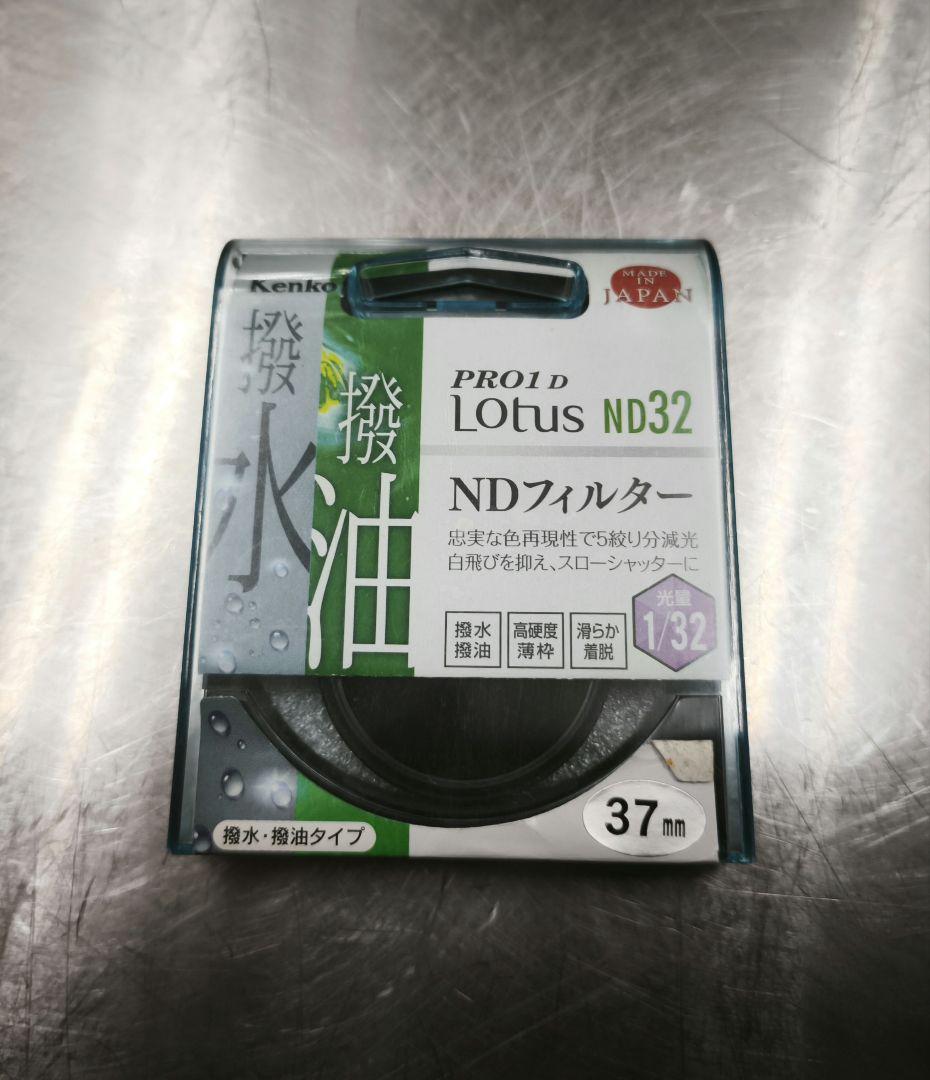 Kenko
MADE
IN
JAPAN
撥水
撥油
PRO1 D
Lotus ND32
NDフィルター
忠実な色再現性で5絞り分減光
白飛びを抑え、スローシャッターに
光量
1/32
撥水
撥油
高硬度
薄枠
滑らか
着脱
37mm
撥水・撥油タイプ